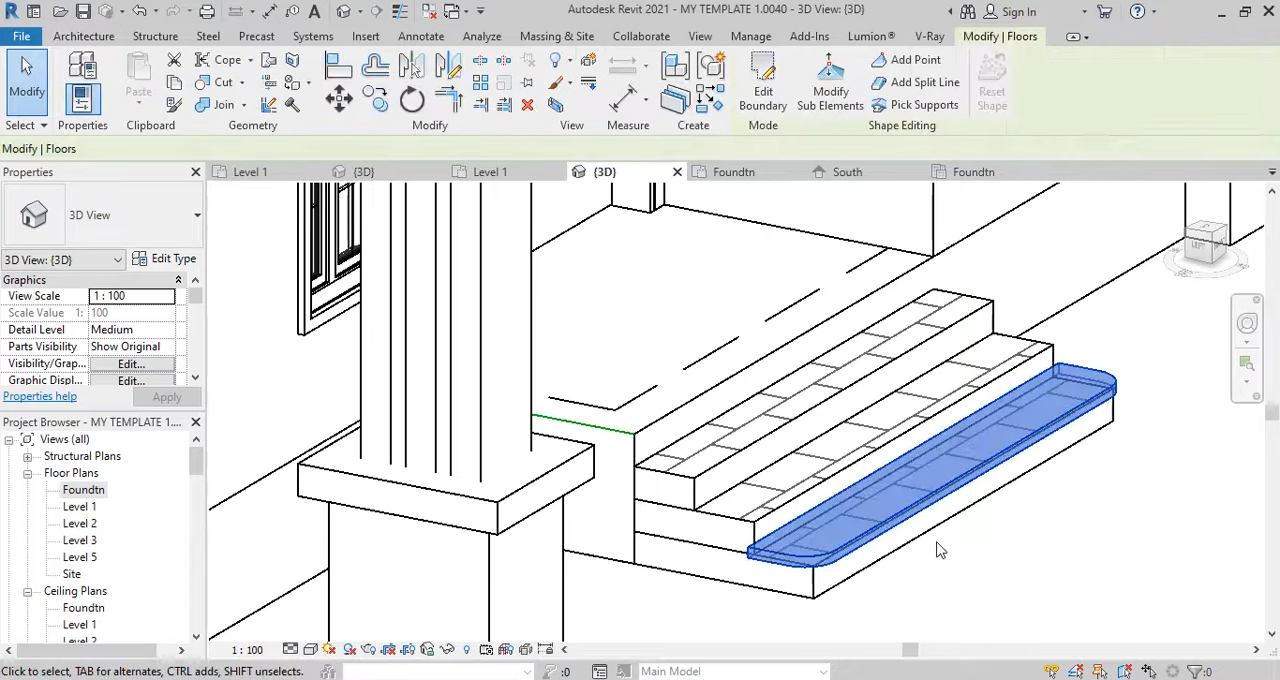 Autodesk Revit 2021 - MY TEMPLATE 1.0040 - 3D View: {3D}
Sign In
File Architecture Structure Steel Precast Systems Insert Annotate Analyze Massing & Site Collaborate View Manage Add-Ins Lumion® V-Ray Modify | Floors
Modify
Paste
Cope
Cut
Join
Edit
Boundary
Modify
Sub Elements
Add Point
Add Split Line
Pick Supports
Reset
Shape
Select Properties Clipboard Geometry Modify View Measure Create Mode Shape Editing
Modify | Floors
Properties
Level 1 {3D} Level 1 {3D} Foundtn South Foundtn
3D View
3D View: {3D} Edit Type
Graphics
View Scale 1 : 100
Scale Value 1: 100
Detail Level Medium
Parts Visibility Show Original
Visibility/Grap... Edit...
Graphic Displ... Edit...
Properties help Apply
Project Browser - MY TEMPLATE 1....
Views (all)
Structural Plans
Floor Plans
Foundtn
Level 1
Level 2
Level 3
Level 5
Site
Ceiling Plans
Foundtn
Level 1
Level 2
1 : 100
Click to select, TAB for alternates, CTRL adds, SHIFT unselects.
:0
Main Model
:0